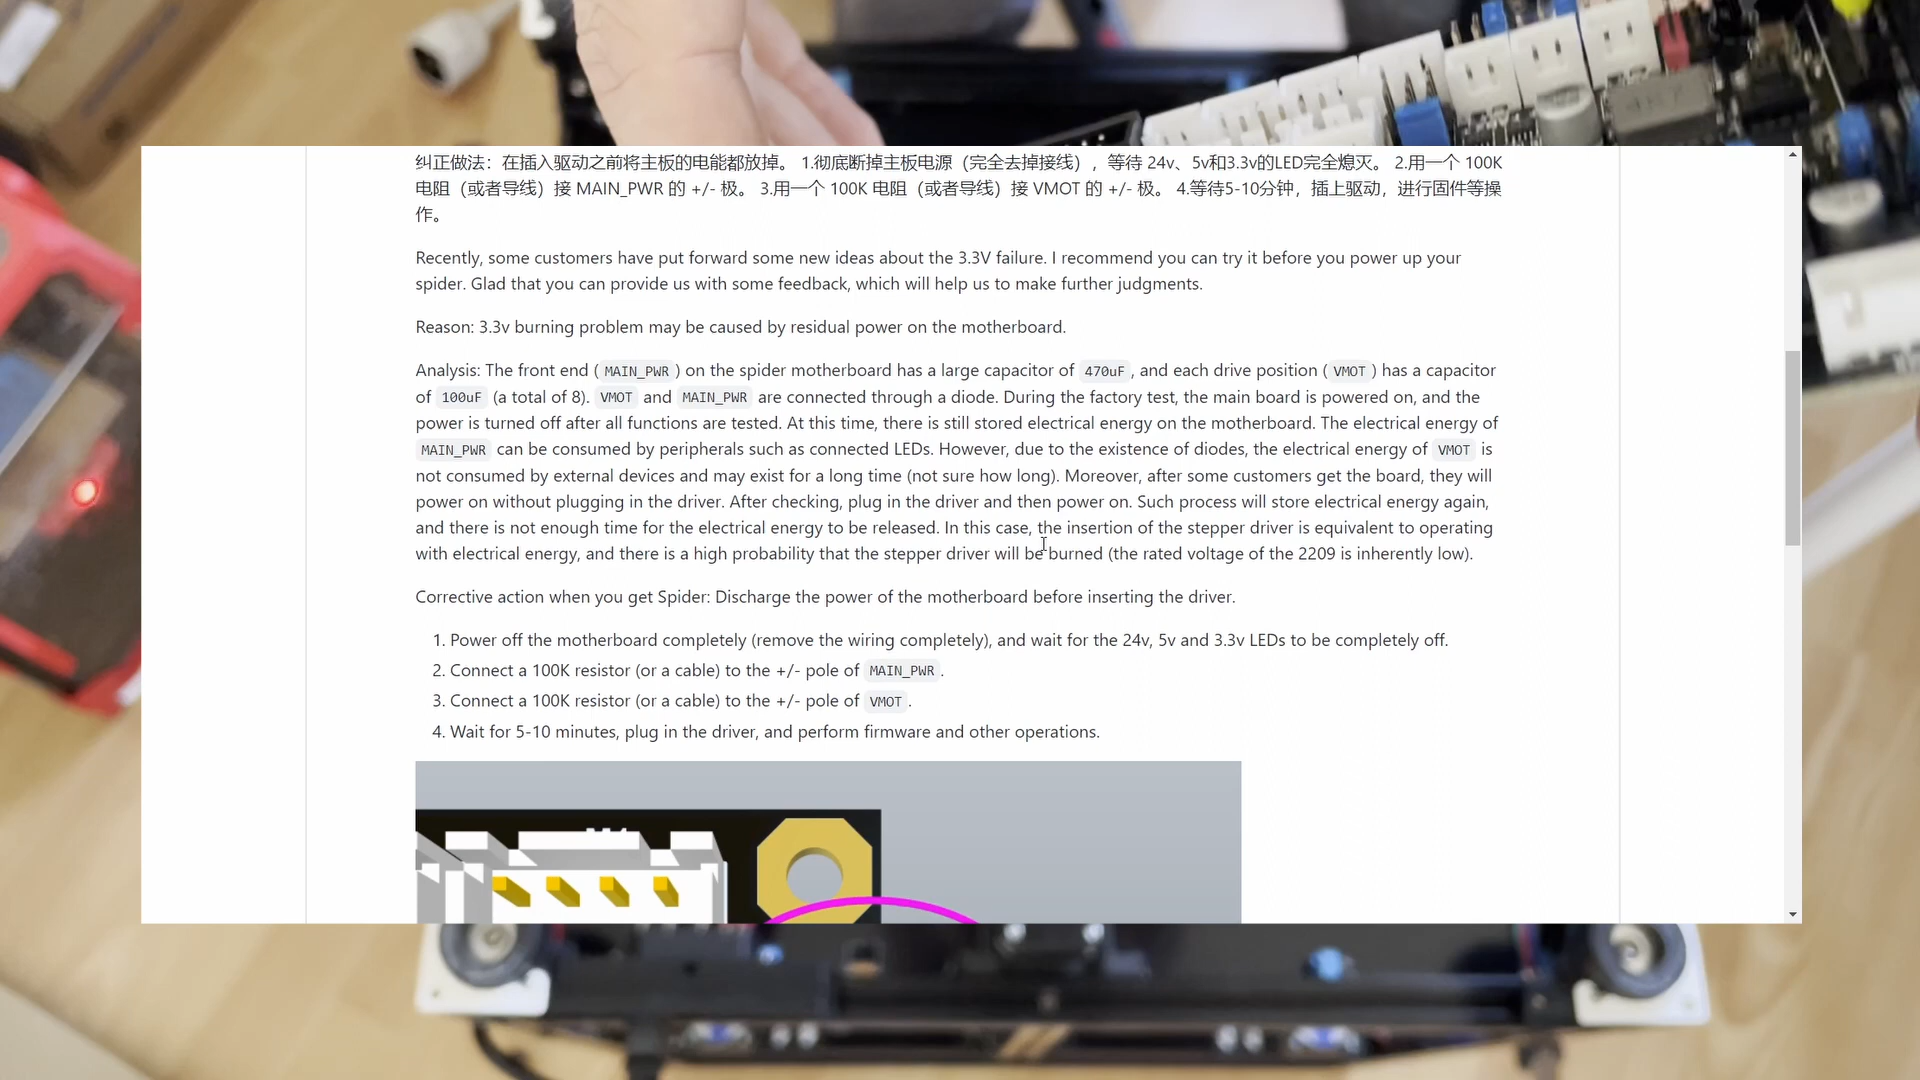 纠正做法：在插入驱动之前将主板的电能都放掉。 1.彻底断掉主板电源（完全去掉接线），等待 24v、5v和3.3v的LED完全熄灭。 2.用一个 100K
电阻（或者导线）接 MAIN_PWR 的 +/- 极。 3.用一个 100K 电阻（或者导线）接 VMOT 的 +/- 极。 4.等待5-10分钟，插上驱动，进行固件等操
作。
Recently, some customers have put forward some new ideas about the 3.3V failure. I recommend you can try it before you power up your
spider. Glad that you can provide us with some feedback, which will help us to make further judgments.
Reason: 3.3v burning problem may be caused by residual power on the motherboard.
Analysis: The front end ( MAIN_PWR ) on the spider motherboard has a large capacitor of 470uF , and each drive position ( VMOT ) has a capacitor
of 100uF (a total of 8). VMOT and MAIN_PWR are connected through a diode. During the factory test, the main board is powered on, and the
power is turned off after all functions are tested. At this time, there is still stored electrical energy on the motherboard. The electrical energy of
MAIN_PWR can be consumed by peripherals such as connected LEDs. However, due to the existence of diodes, the electrical energy of VMOT is
not consumed by external devices and may exist for a long time (not sure how long). Moreover, after some customers get the board, they will
power on without plugging in the driver. After checking, plug in the driver and then power on. Such process will store electrical energy again,
and there is not enough time for the electrical energy to be released. In this case, the insertion of the stepper driver is equivalent to operating
with electrical energy, and there is a high probability that the stepper driver will be burned (the rated voltage of the 2209 is inherently low).
Corrective action when you get Spider: Discharge the power of the motherboard before inserting the driver.
1. Power off the motherboard completely (remove the wiring completely), and wait for the 24v, 5v and 3.3v LEDs to be completely off.
2. Connect a 100K resistor (or a cable) to the +/- pole of MAIN_PWR .
3. Connect a 100K resistor (or a cable) to the +/- pole of VMOT .
4. Wait for 5-10 minutes, plug in the driver, and perform firmware and other operations.